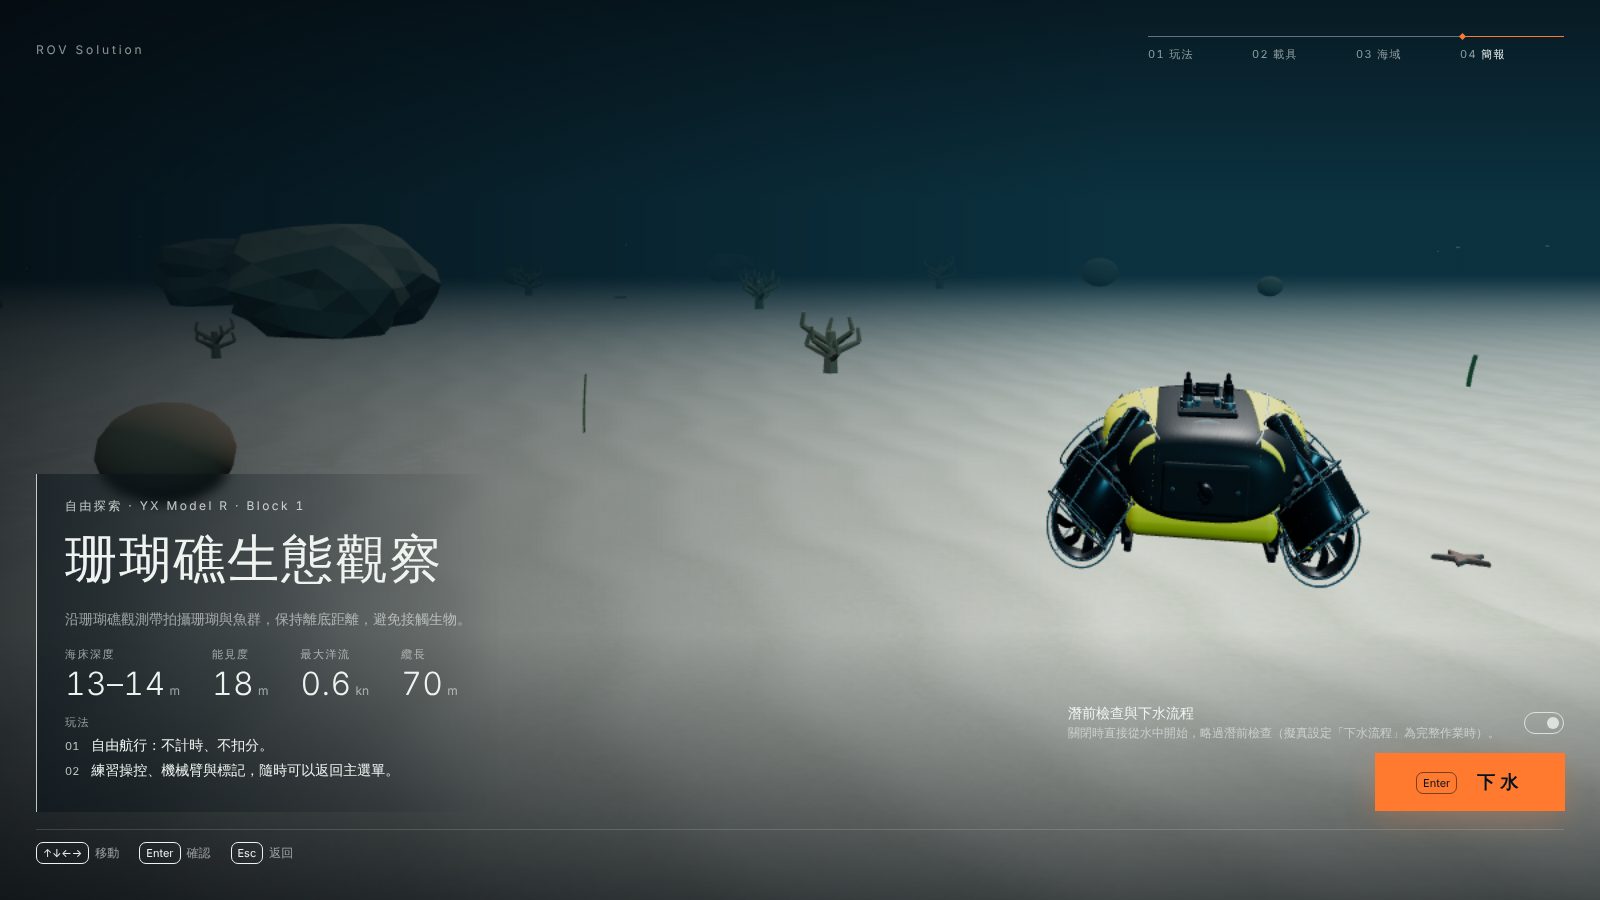 ROV Solution
01 玩法
02 載具
03 海域
04 簡報
自由探索 · YX Model R · Block 1
珊瑚礁生態觀察
沿珊瑚礁觀測帶拍攝珊瑚與魚群，保持離底距離，避免接觸生物。
海床深度 能見度 最大洋流 纜長
13–14 m 18 m 0.6 kn 70 m
玩法
01 自由航行：不計時、不扣分。
02 練習操控、機械臂與標記，隨時可以返回主選單。
潛前檢查與下水流程
關閉時直接從水中開始，略過潛前檢查（擬真設定「下水流程」為完整作業時）。
Enter 下水
↑↓←→ 移動 Enter 確認 Esc 返回